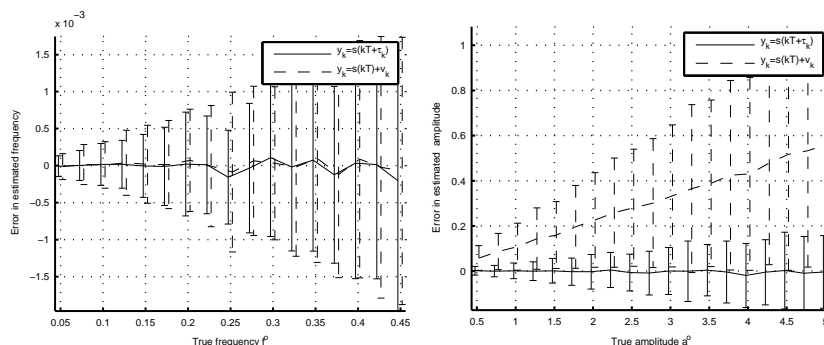 x 10⁻³
1.5
1
0.5
0
−0.5
−1
−1.5
0.05 0.1 0.15 0.2 0.25 0.3 0.35 0.4 0.45
True frequency f⁰
Error in estimated frequency
y_k=s(kT+τ_k)
y_k=s(kT)+v_k
1
0.8
0.6
0.4
0.2
0
0.5 1 1.5 2 2.5 3 3.5 4 4.5 5
True amplitude a⁰
Error in estimated amplitude
y_k=s(kT+τ_k)
y_k=s(kT)+v_k